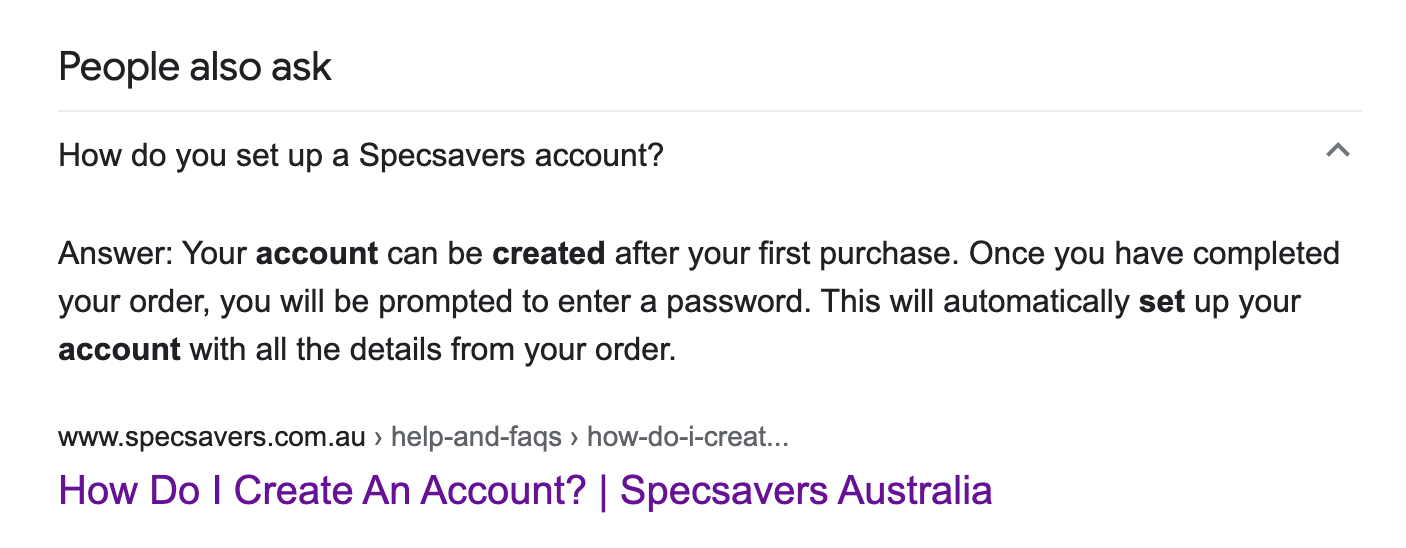 People also ask
How do you set up a Specsavers account?
Answer: Your account can be created after your first purchase. Once you have completed
your order, you will be prompted to enter a password. This will automatically set up your
account with all the details from your order.
www.specsavers.com.au › help-and-faqs › how-do-i-creat...
How Do I Create An Account? | Specsavers Australia